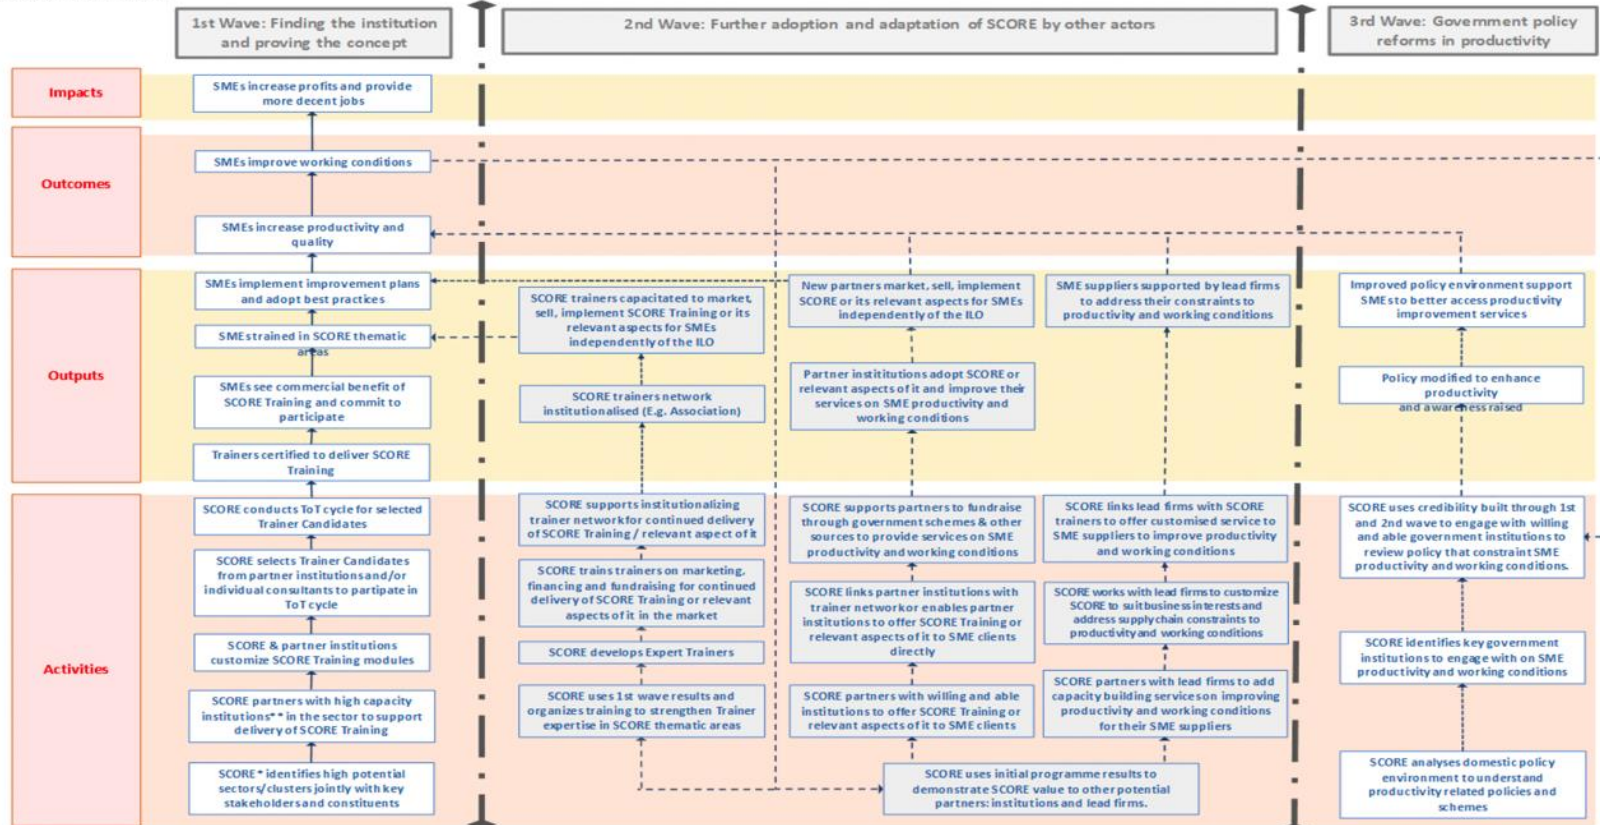 1st Wave: Finding the institution
and proving the concept
2nd Wave: Further adoption and adaptation of SCORE by other actors
3rd Wave: Government policy
reforms in productivity
Impacts
SMEs increase profits and provide
more decent jobs
Outcomes
SMEs improve working conditions
SMEs increase productivity and
quality
Outputs
SMEs implement improvement plans
and adopt best practices
SMEs trained in SCORE thematic
areas
SMEs see commercial benefit of
SCORE Training and commit to
participate
Trainers certified to deliver SCORE
Training
SCORE trainers capacitated to market,
sell, implement SCORE Training or its
relevant aspects for SMEs
independently of the ILO
SCORE trainers network
institutionalised (E.g. Association)
New partners market, sell, implement
SCORE or its relevant aspects for SMEs
independently of the ILO
Partner instititutions adopt SCORE or
relevant aspects of it and improve their
services on SME productivity and
working conditions
SME suppliers supported by lead firms
to address their constraints to
productivity and working conditions
Improved policy environment support
SMEs to better access productivity
improvement services
Policy modified to enhance
productivity
and awareness raised
Activities
SCORE conducts ToT cycle for selected
Trainer Candidates
SCORE selects Trainer Candidates
from partner institutions and/or
individual consultants to partipate in
ToT cycle
SCORE & partner institutions
customize SCORE Training modules
SCORE partners with high capacity
institutions** in the sector to support
delivery of SCORE Training
SCORE* identifies high potential
sectors/clusters jointly with key
stakeholders and constituents
SCORE supports institutionalizing
trainer network for continued delivery
of SCORE Training / relevant aspect of it
SCORE trains trainers on marketing,
financing and fundraising for continued
delivery of SCORE Training or relevant
aspects of it in the market
SCORE develops Expert Trainers
SCORE uses 1st wave results and
organizes training to strengthen Trainer
expertise in SCORE thematic areas
SCORE supports partners to fundraise
through government schemes & other
sources to provide services on SME
productivity and working conditions
SCORE links partner institutions with
trainer network or enables partner
institutions to offer SCORE Training or
relevant aspects of it to SME clients
directly
SCORE partners with willing and able
institutions to offer SCORE Training or
relevant aspects of it to SME clients
SCORE links lead firms with SCORE
trainers to offer customised service to
SME suppliers to improve productivity
and working conditions
SCORE works with lead firms to customize
SCORE to suit business interests and
address supply chain constraints to
productivity and working conditions
SCORE partners with lead firms to add
capacity building services on improving
productivity and working conditions
for their SME suppliers
SCORE uses initial programme results to
demonstrate SCORE value to other potential
partners: institutions and lead firms.
SCORE uses credibility built through 1st
and 2nd wave to engage with willing
and able government institutions to
review policy that constraint SME
productivity and working conditions.
SCORE identifies key government
institutions to engage with on SME
productivity and working conditions
SCORE analyses domestic policy
environment to understand
productivity related policies and
schemes